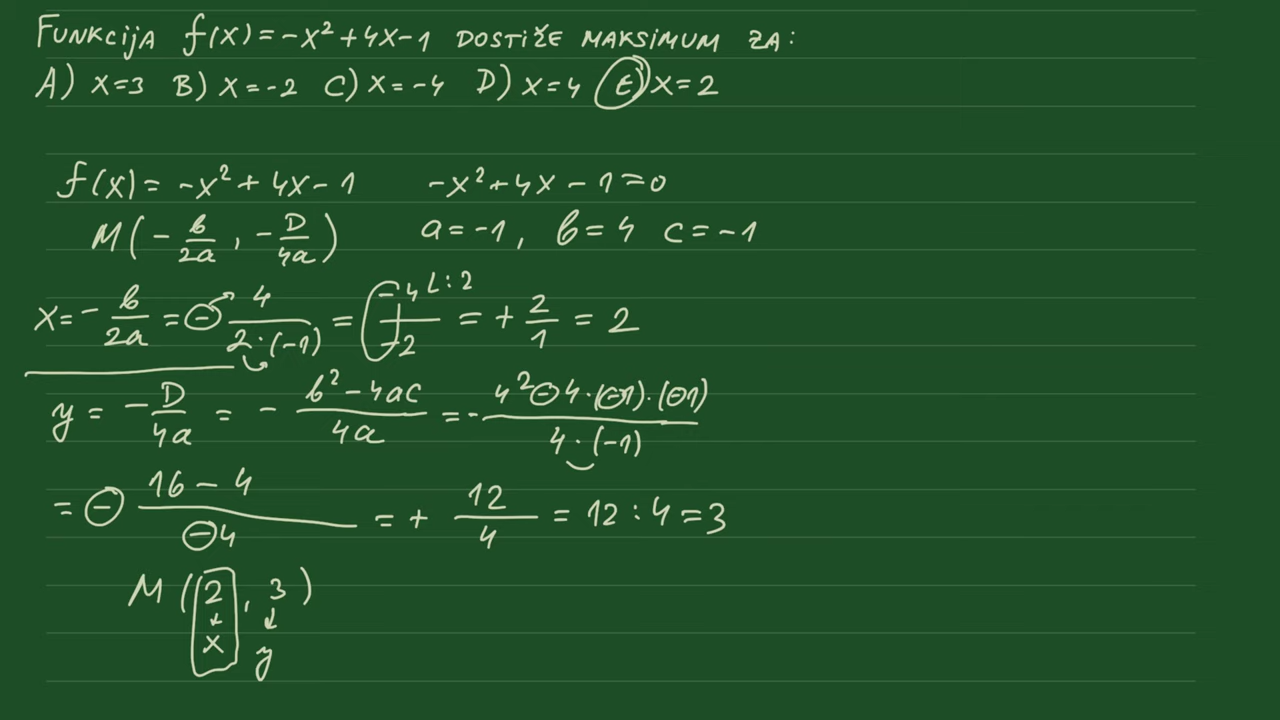 FUNKCIJA f(x) = -x² + 4x - 1 DOSTIŽE MAKSIMUM ZA:
A) x=3 B) x=-2 C) x=-4 D) x=4 E) x=2
f(x) = -x² + 4x - 1 -x² + 4x - 1 = 0
M(-b/2a, -D/4a) a=-1, b=4 c=-1
x = -b/2a = - 4/2·(-1) = -4/-2 L:2 = + 2/1 = 2
y = -D/4a = - b²-4ac/4a = - 4²-4·(-1)·(-1)/4·(-1)
= - 16-4/-4 = + 12/4 = 12:4 = 3
M(2, 3)
x y